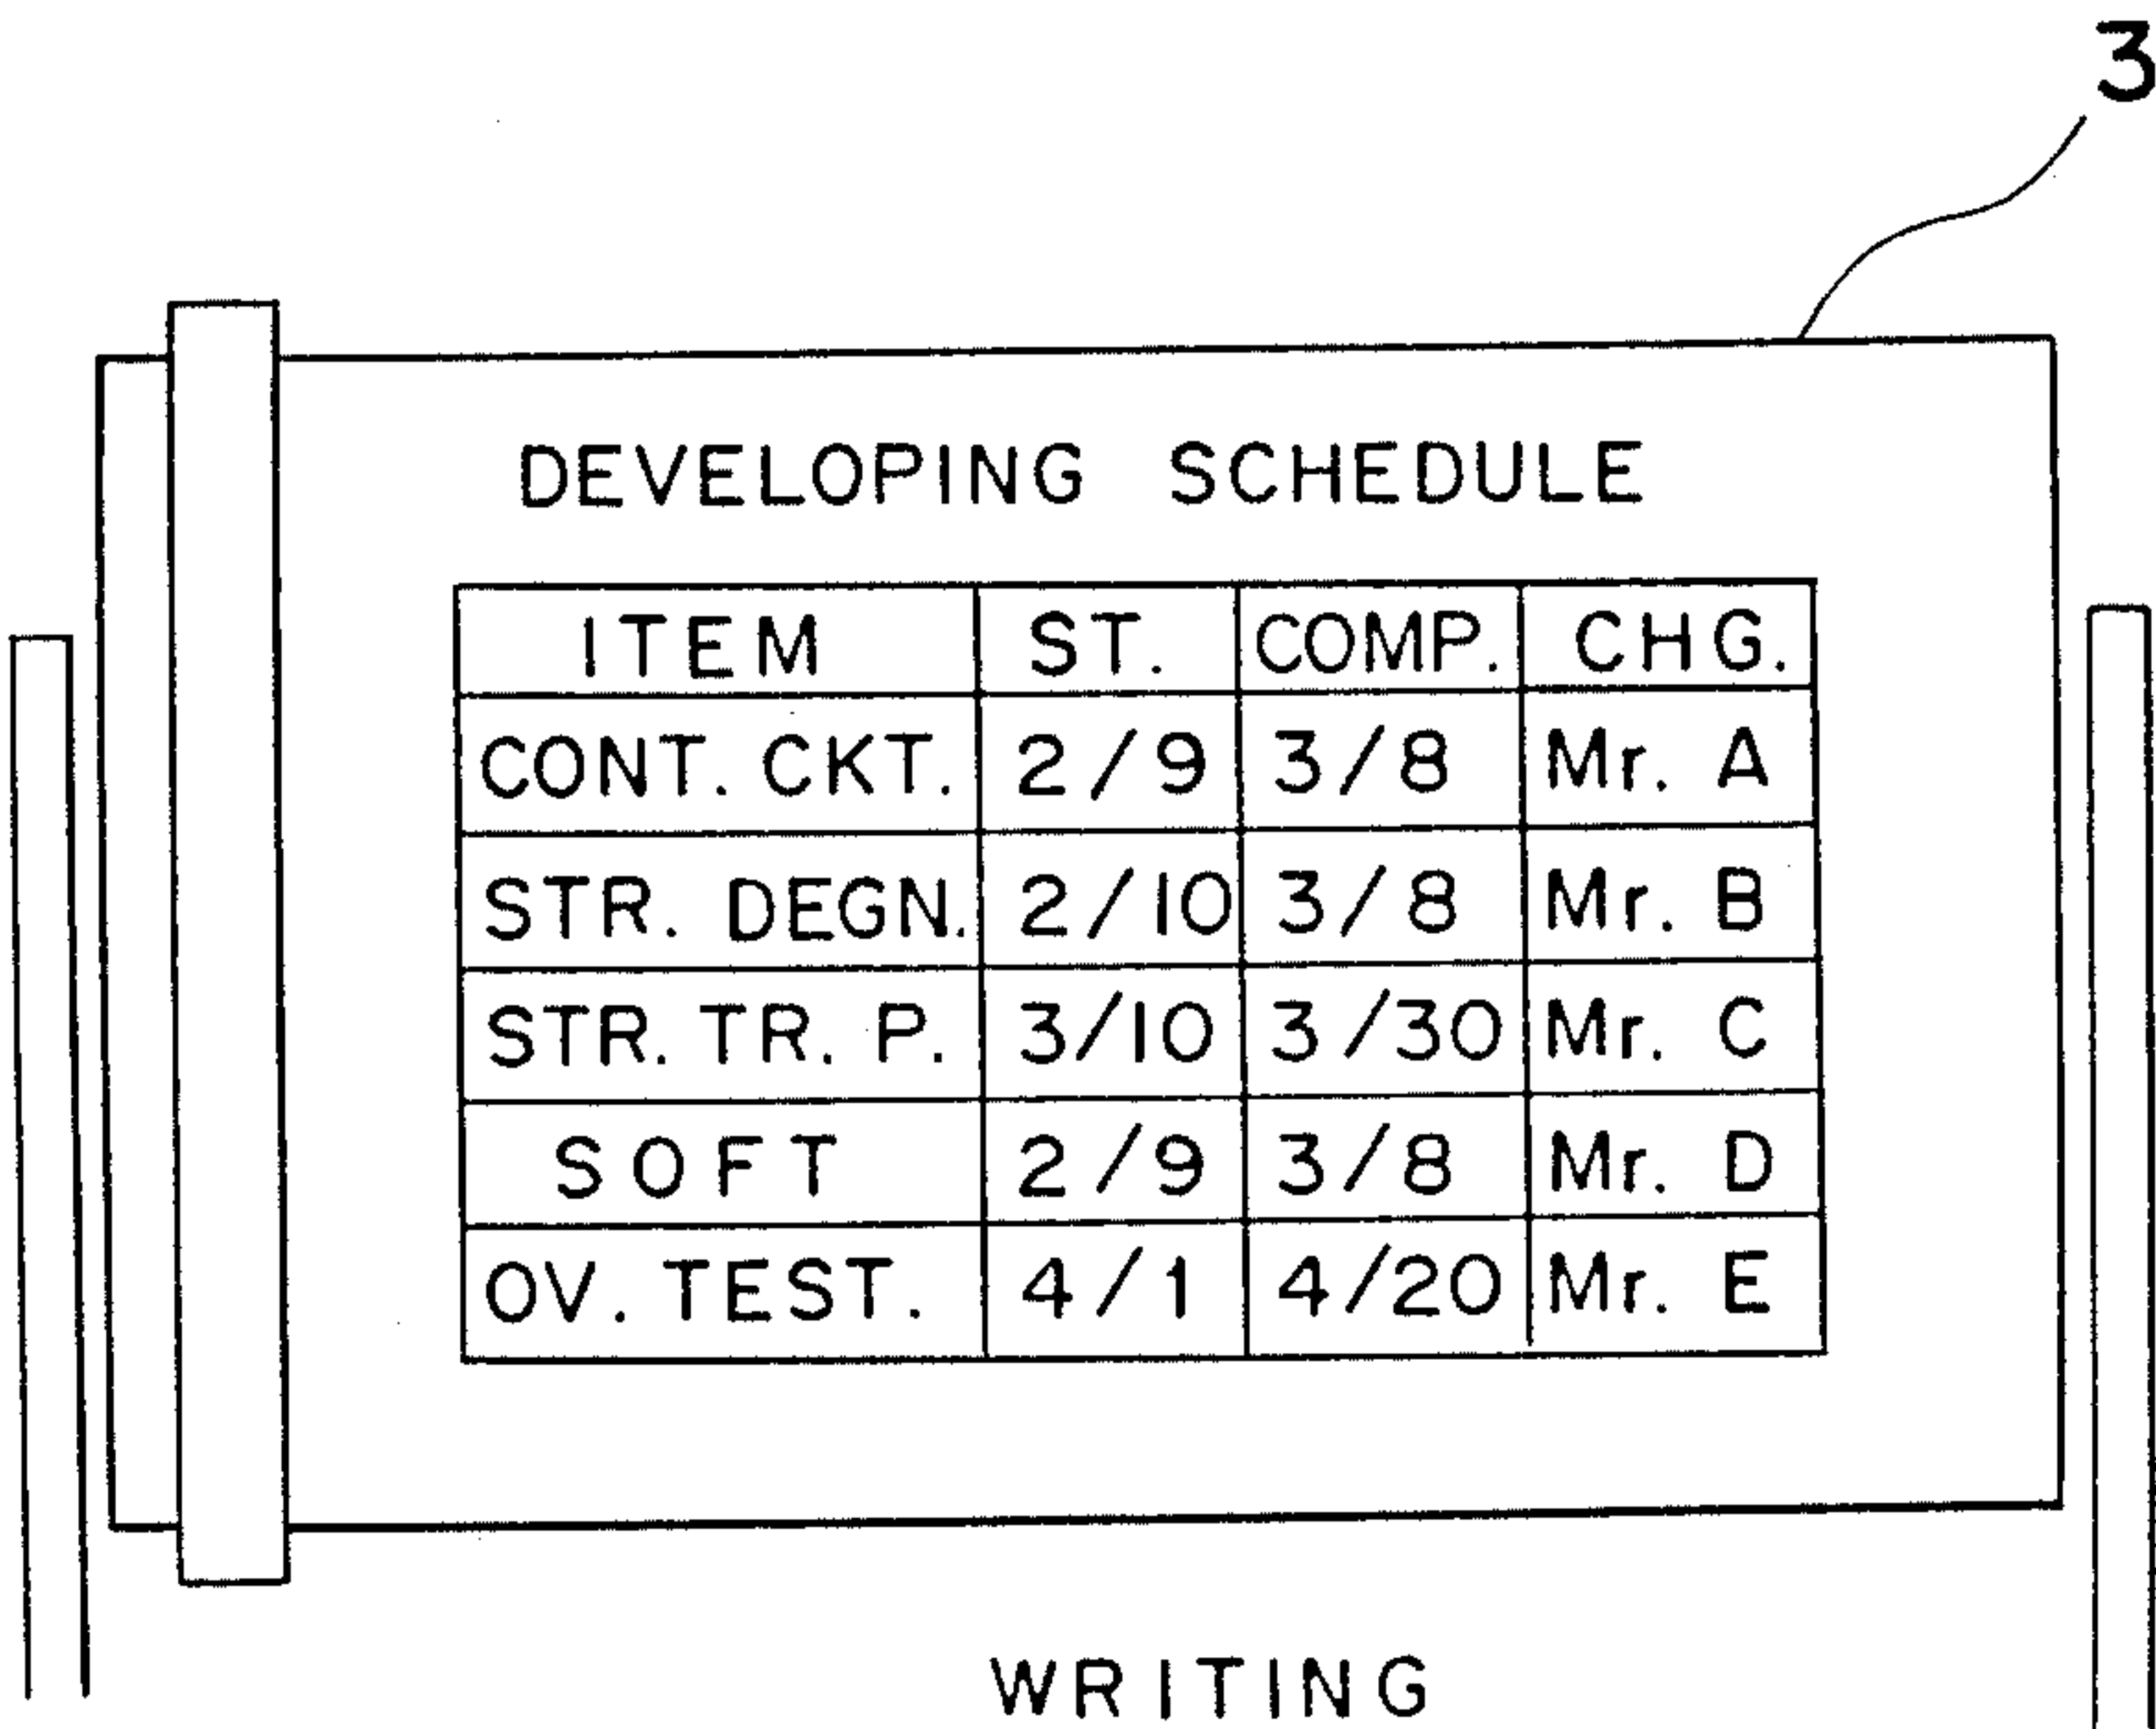 3
DEVELOPING SCHEDULE
ITEM ST. COMP. CHG.
CONT. CKT. 2/9 3/8 Mr. A
STR. DEGN. 2/10 3/8 Mr. B
STR. TR. P. 3/10 3/30 Mr. C
SOFT 2/9 3/8 Mr. D
OV. TEST. 4/1 4/20 Mr. E
WRITING